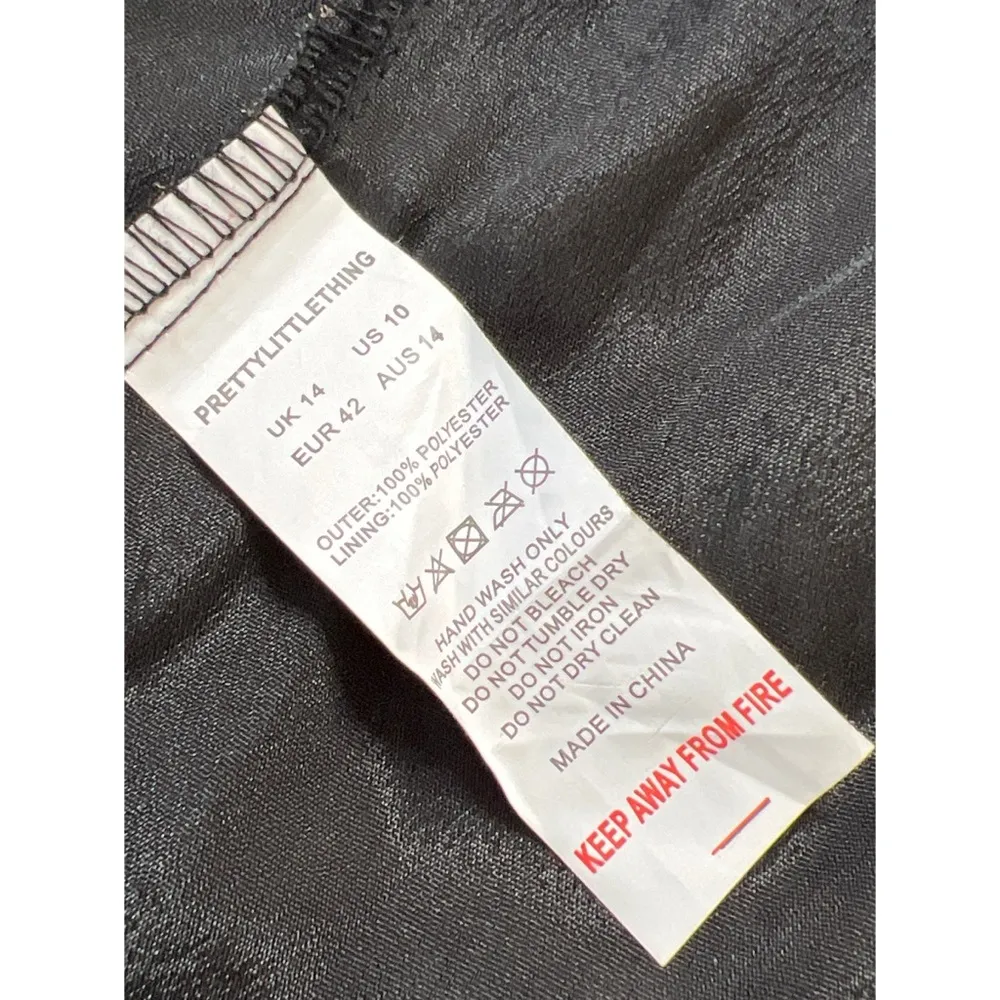 PRETTYLITTLETHING
UK 14 US 10
EUR 42 AUS 14
OUTER:100% POLYESTER
LINING:100% POLYESTER
HAND WASH ONLY
WASH WITH SIMILAR COLOURS
DO NOT BLEACH
DO NOT TUMBLE DRY
DO NOT IRON
DO NOT DRY CLEAN
MADE IN CHINA
KEEP AWAY FROM FIRE